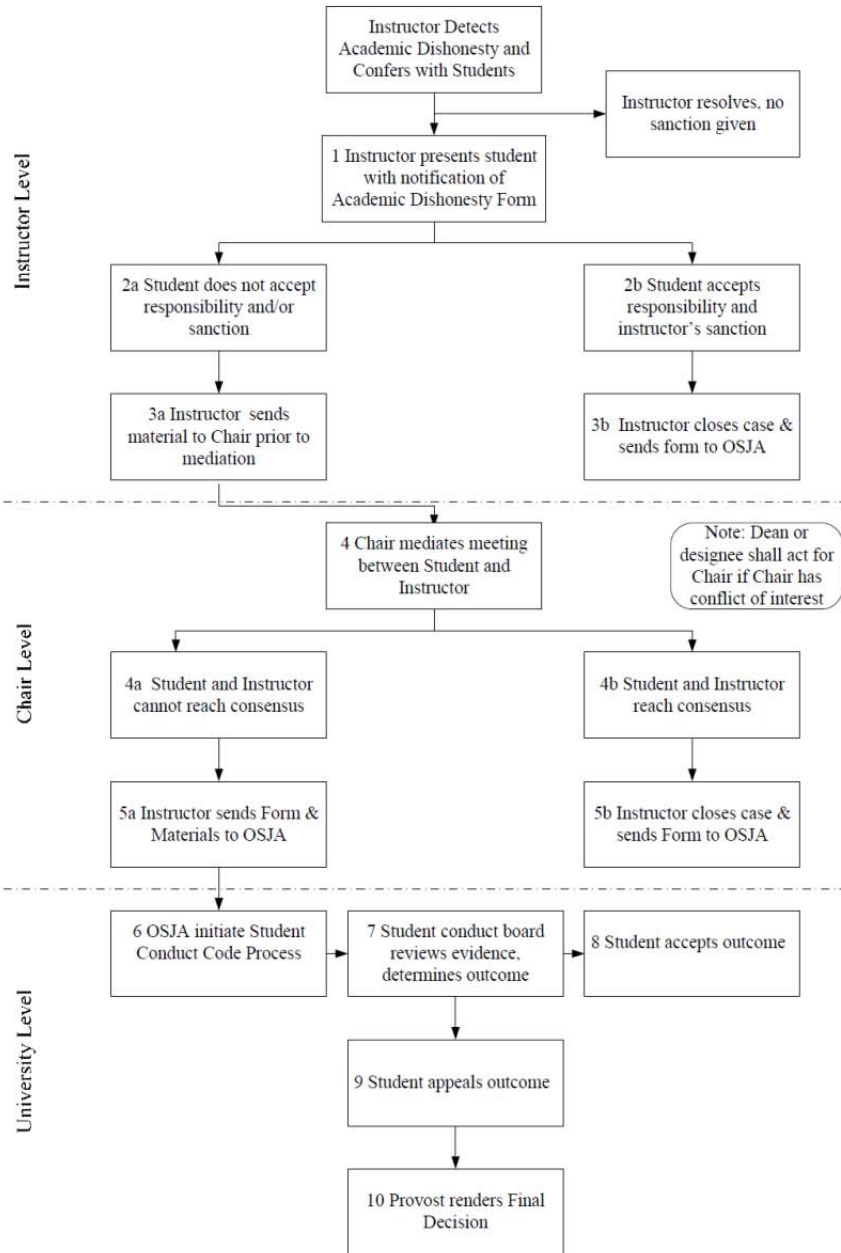 Instructor Detects
Academic Dishonesty and
Confers with Students
Instructor resolves, no
sanction given
1 Instructor presents student
with notification of
Academic Dishonesty Form
Instructor Level
2a Student does not accept
responsibility and/or
sanction
2b Student accepts
responsibility and
instructor’s sanction
3a Instructor sends
material to Chair prior to
mediation
3b Instructor closes case &
sends form to OSJA
4 Chair mediates meeting
between Student and
Instructor
Note: Dean or
designee shall act for
Chair if Chair has
conflict of interest
Chair Level
4a Student and Instructor
cannot reach consensus
4b Student and Instructor
reach consensus
5a Instructor sends Form &
Materials to OSJA
5b Instructor closes case &
sends Form to OSJA
University Level
6 OSJA initiate Student
Conduct Code Process
7 Student conduct board
reviews evidence,
determines outcome
8 Student accepts outcome
9 Student appeals outcome
10 Provost renders Final
Decision